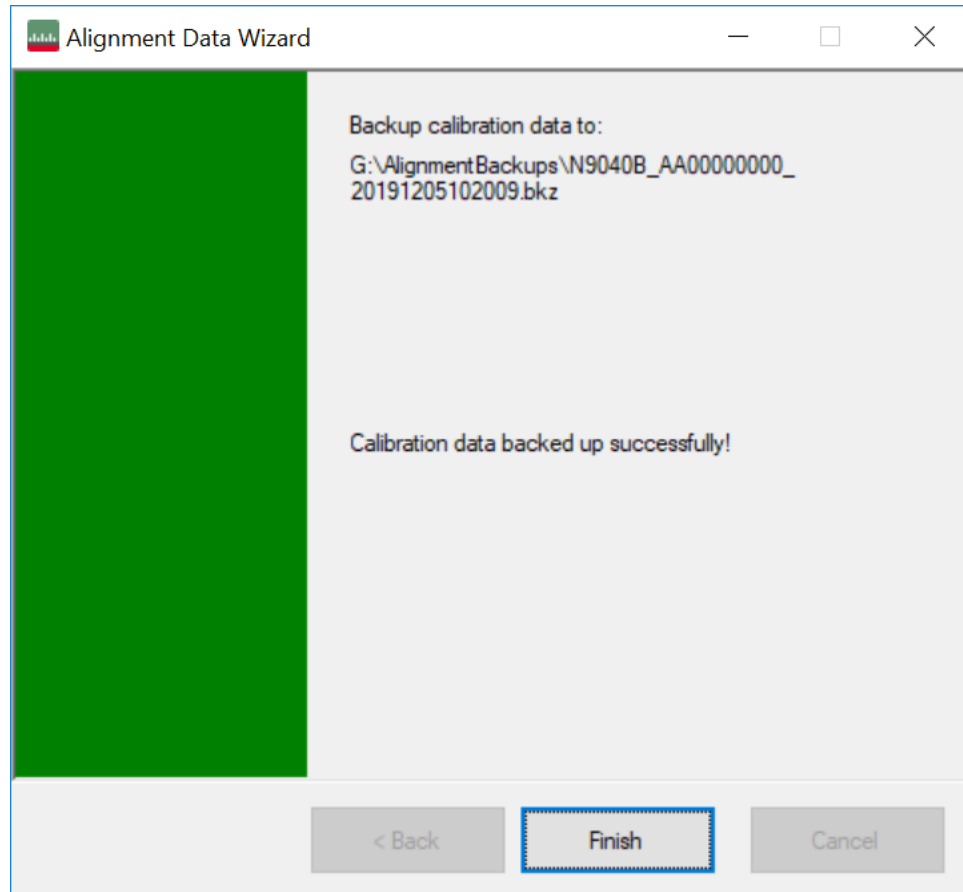 Alignment Data Wizard
Backup calibration data to:
G:\AlignmentBackups\N9040B_AA00000000_
20191205102009.bkz
Calibration data backed up successfully!
< Back
Finish
Cancel